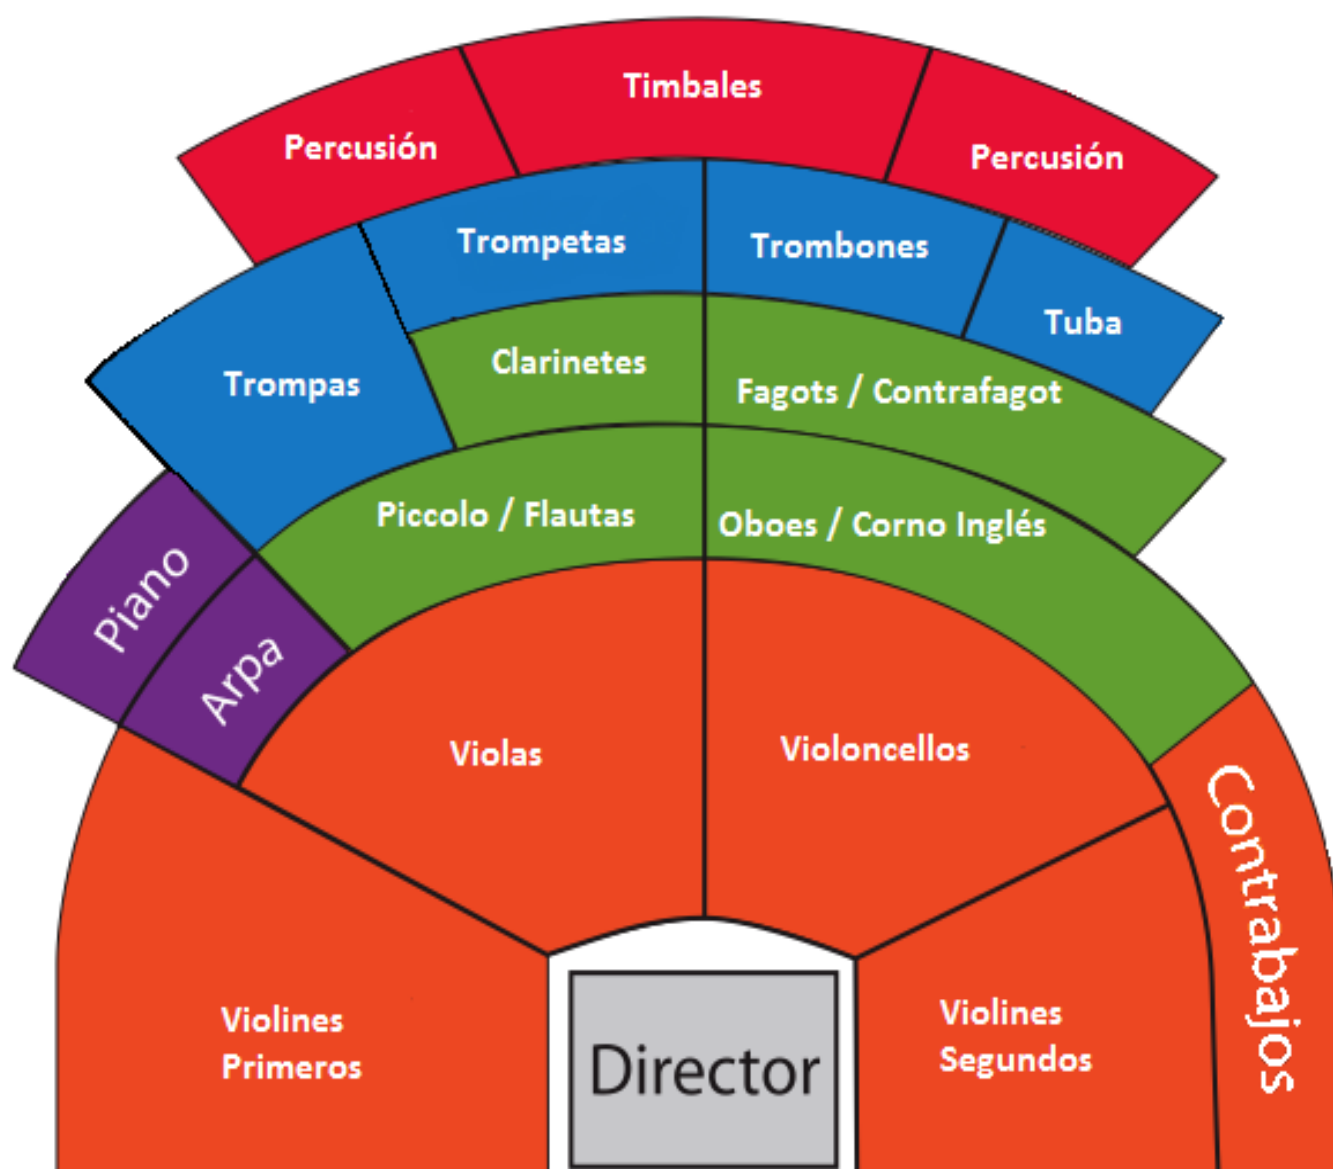 Timbales
Percusión
Percusión
Trompetas
Trombones
Tuba
Trompas
Clarinetes
Fagots / Contrafagot
Piccolo / Flautas
Oboes / Corno Inglés
Piano
Arpa
Violas
Violoncellos
Contrabajos
Violines
Primeros
Director
Violines
Segundos